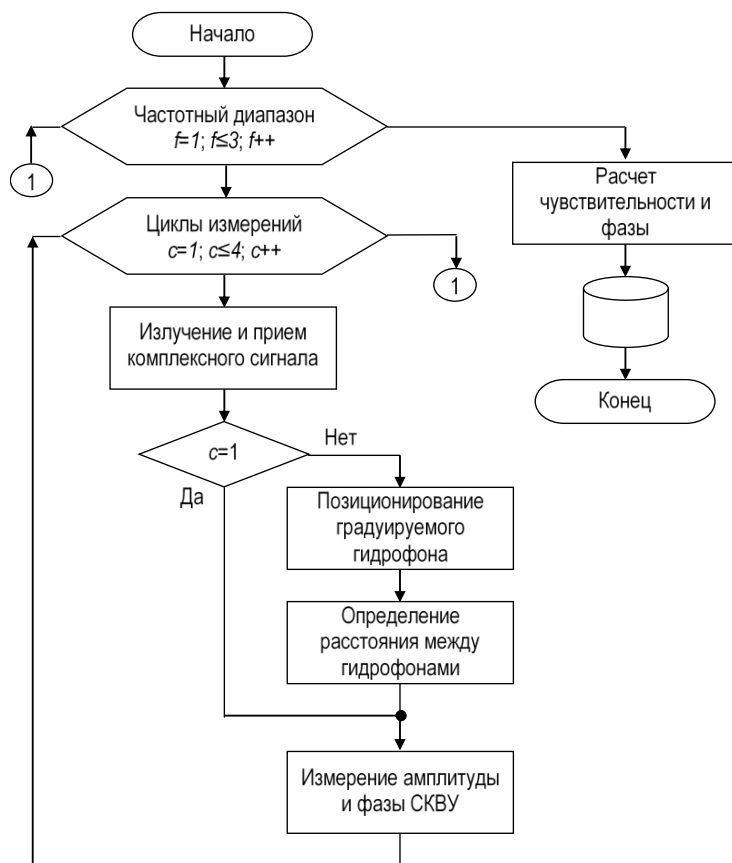 Начало
Частотный диапазон
f=1; f≤3; f++
1
Расчет
чувствительности и
фазы
Циклы измерений
c=1; c≤4; c++
1
Излучение и прием
комплексного сигнала
Конец
c=1
Нет
Да
Позиционирование
градуируемого
гидрофона
Определение
расстояния между
гидрофонами
Измерение амплитуды
и фазы СКВУ